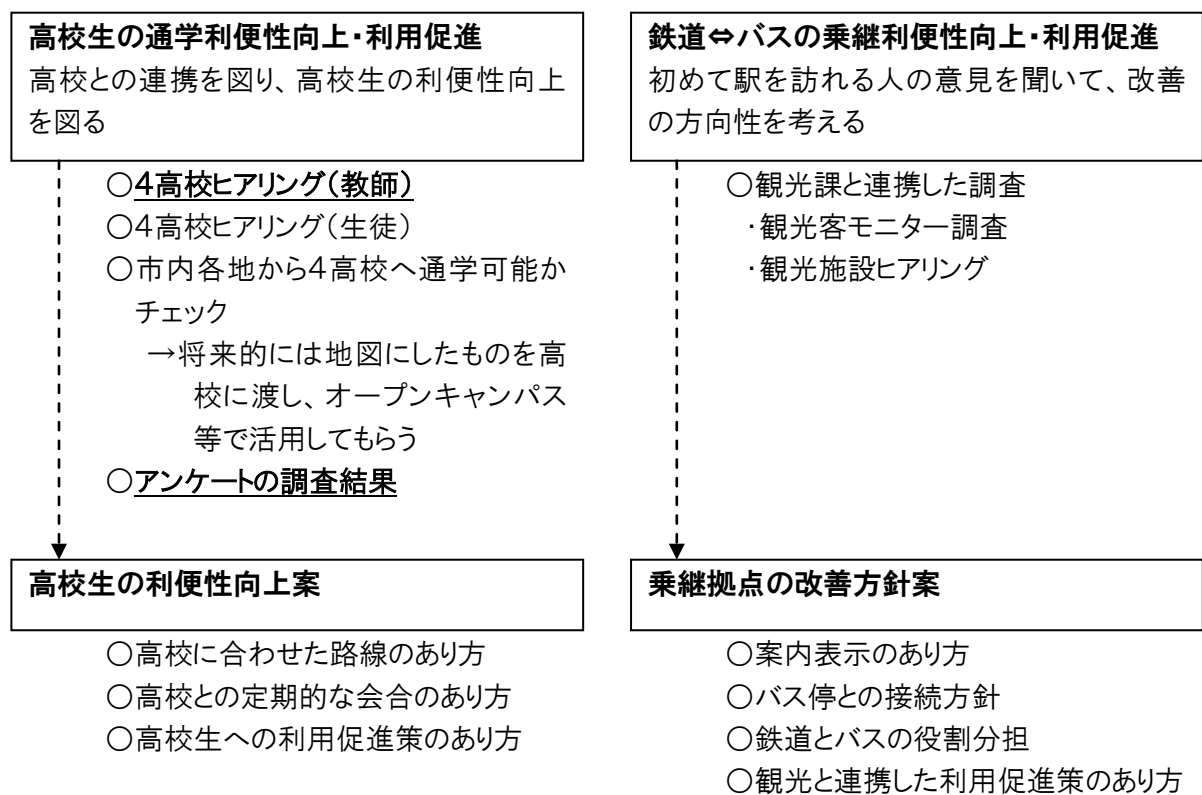 高校生の通学利便性向上・利用促進
高校との連携を図り、高校生の利便性向上
を図る
○4高校ヒアリング（教師）
○4高校ヒアリング（生徒）
○市内各地から4高校へ通学可能か
チェック
→将来的には地図にしたものを高
校に渡し、オープンキャンパス
等で活用してもらう
○アンケートの調査結果
高校生の利便性向上案
○高校に合わせた路線のあり方
○高校との定期的な会合のあり方
○高校生への利用促進策のあり方
鉄道⇔バスの乗継利便性向上・利用促進
初めて駅を訪れる人の意見を聞いて、改善
の方向性を考える
○観光課と連携した調査
・観光客モニター調査
・観光施設ヒアリング
乗継拠点の改善方針案
○案内表示のあり方
○バス停との接続方針
○鉄道とバスの役割分担
○観光と連携した利用促進策のあり方